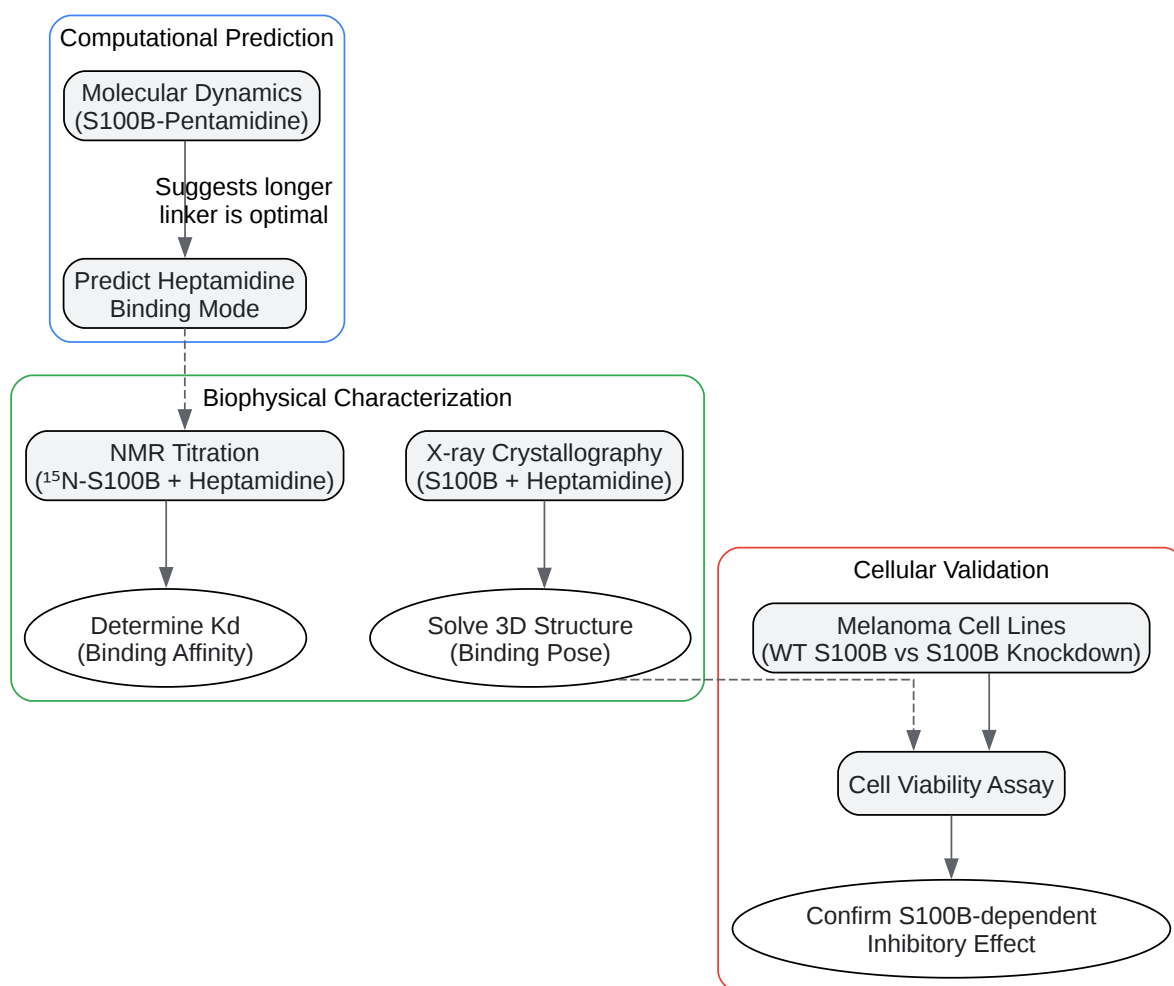 Computational Prediction
Molecular Dynamics
(S100B-Pentamidine)
Suggests longer
linker is optimal
Predict Heptamidine
Binding Mode
Biophysical Characterization
NMR Titration
(¹⁵N-S100B + Heptamidine)
X-ray Crystallography
(S100B + Heptamidine)
Determine Kd
(Binding Affinity)
Solve 3D Structure
(Binding Pose)
Cellular Validation
Melanoma Cell Lines
(WT S100B vs S100B Knockdown)
Cell Viability Assay
Confirm S100B-dependent
Inhibitory Effect